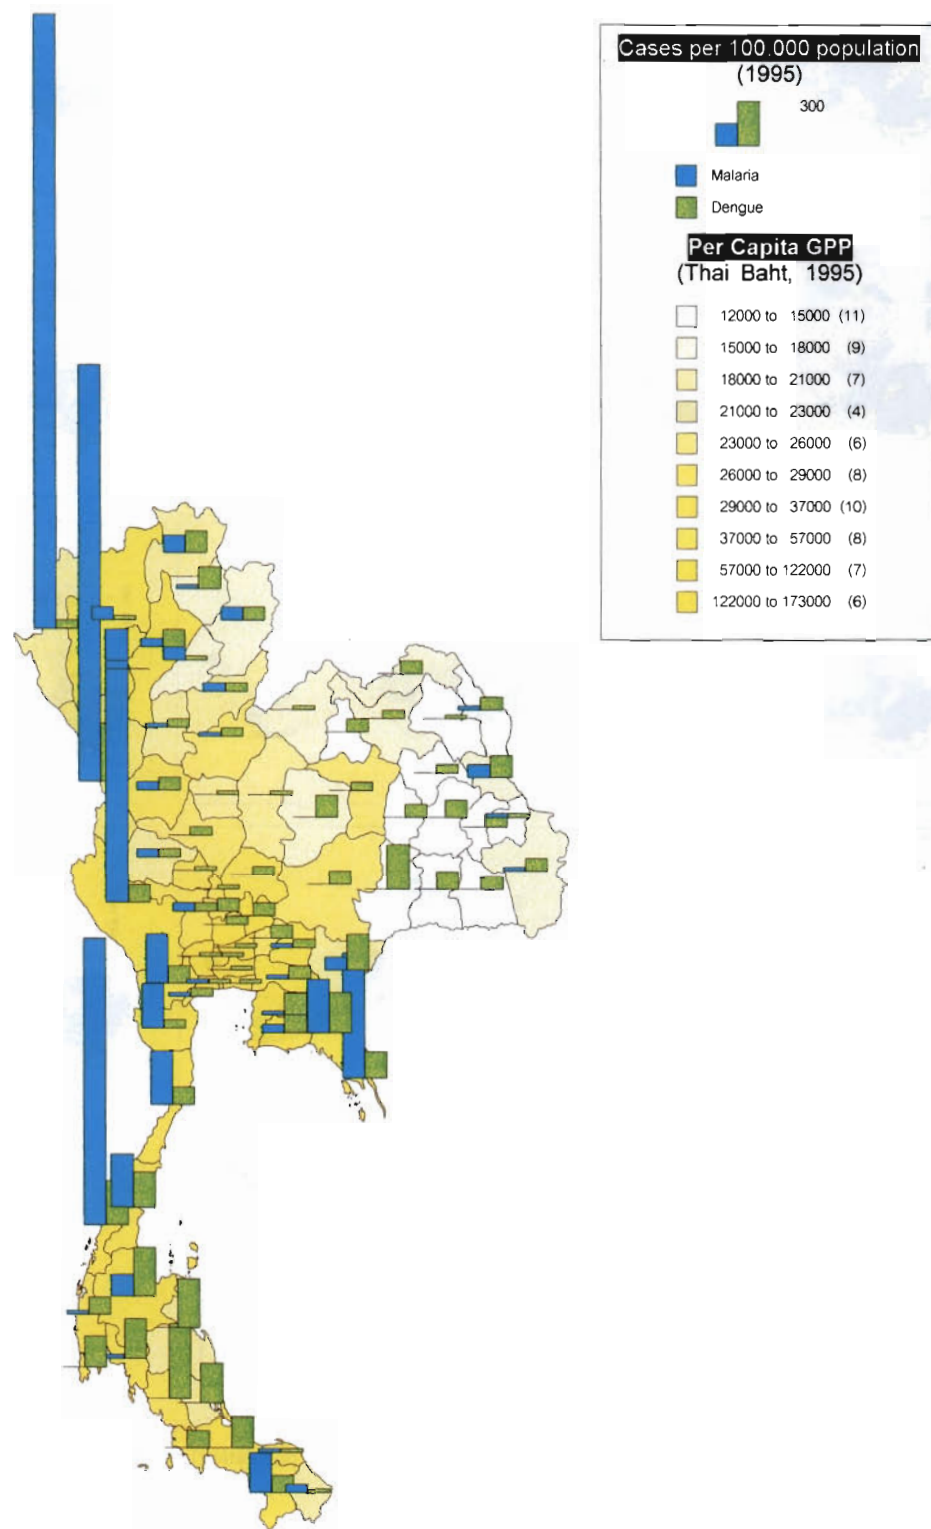 Cases per 100.000 population
(1995)
300
Malaria
Dengue
Per Capita GPP
(Thai Baht, 1995)
12000 to 15000 (11)
15000 to 18000 (9)
18000 to 21000 (7)
21000 to 23000 (4)
23000 to 26000 (6)
26000 to 29000 (8)
29000 to 37000 (10)
37000 to 57000 (8)
57000 to 122000 (7)
122000 to 173000 (6)